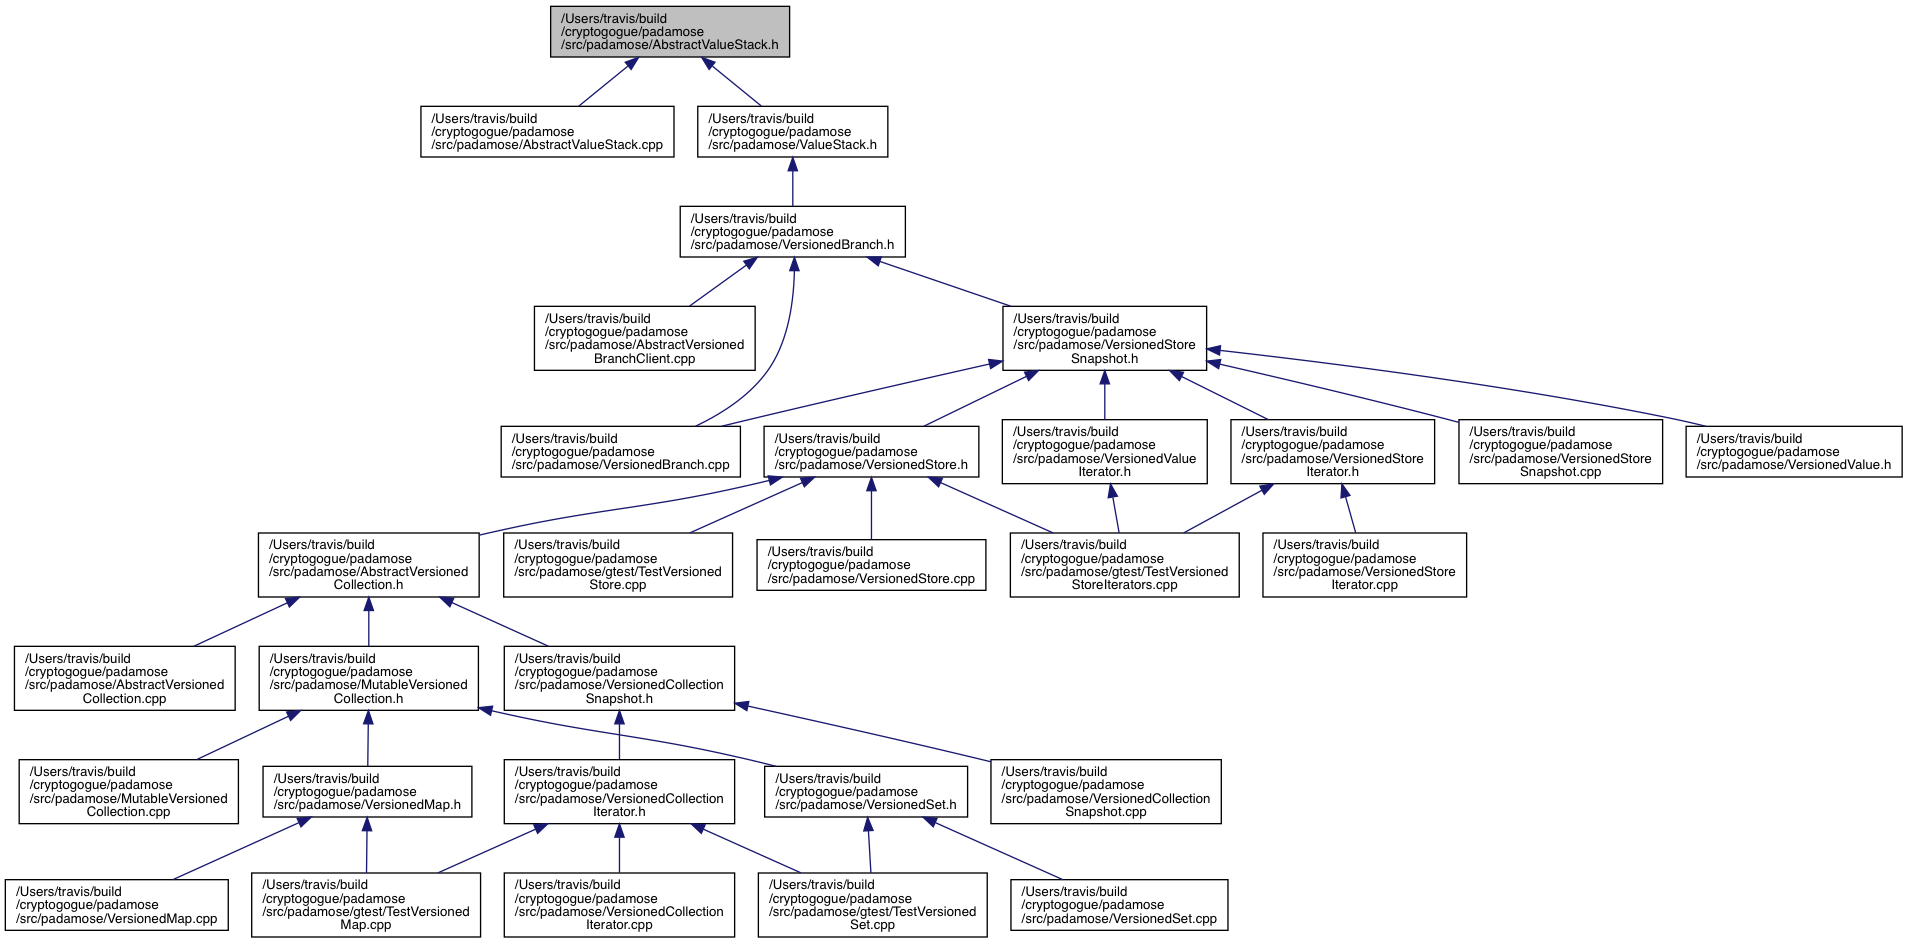 /Users/travis/build
/cryptogogue/padamose
/src/padamose/AbstractValueStack.h
/Users/travis/build
/cryptogogue/padamose
/src/padamose/AbstractValueStack.cpp
/Users/travis/build
/cryptogogue/padamose
/src/padamose/ValueStack.h
/Users/travis/build
/cryptogogue/padamose
/src/padamose/VersionedBranch.h
/Users/travis/build
/cryptogogue/padamose
/src/padamose/AbstractVersioned
BranchClient.cpp
/Users/travis/build
/cryptogogue/padamose
/src/padamose/VersionedStore
Snapshot.h
/Users/travis/build
/cryptogogue/padamose
/src/padamose/VersionedBranch.cpp
/Users/travis/build
/cryptogogue/padamose
/src/padamose/VersionedStore.h
/Users/travis/build
/cryptogogue/padamose
/src/padamose/VersionedValue
Iterator.h
/Users/travis/build
/cryptogogue/padamose
/src/padamose/VersionedStore
Iterator.h
/Users/travis/build
/cryptogogue/padamose
/src/padamose/VersionedStore
Snapshot.cpp
/Users/travis/build
/cryptogogue/padamose
/src/padamose/VersionedValue.h
/Users/travis/build
/cryptogogue/padamose
/src/padamose/AbstractVersioned
Collection.h
/Users/travis/build
/cryptogogue/padamose
/src/padamose/gtest/TestVersioned
Store.cpp
/Users/travis/build
/cryptogogue/padamose
/src/padamose/VersionedStore.cpp
/Users/travis/build
/cryptogogue/padamose
/src/padamose/gtest/TestVersioned
StoreIterators.cpp
/Users/travis/build
/cryptogogue/padamose
/src/padamose/VersionedStore
Iterator.cpp
/Users/travis/build
/cryptogogue/padamose
/src/padamose/AbstractVersioned
Collection.cpp
/Users/travis/build
/cryptogogue/padamose
/src/padamose/MutableVersioned
Collection.h
/Users/travis/build
/cryptogogue/padamose
/src/padamose/VersionedCollection
Snapshot.h
/Users/travis/build
/cryptogogue/padamose
/src/padamose/MutableVersioned
Collection.cpp
/Users/travis/build
/cryptogogue/padamose
/src/padamose/VersionedMap.h
/Users/travis/build
/cryptogogue/padamose
/src/padamose/VersionedCollection
Iterator.h
/Users/travis/build
/cryptogogue/padamose
/src/padamose/VersionedSet.h
/Users/travis/build
/cryptogogue/padamose
/src/padamose/VersionedCollection
Snapshot.cpp
/Users/travis/build
/cryptogogue/padamose
/src/padamose/VersionedMap.cpp
/Users/travis/build
/cryptogogue/padamose
/src/padamose/gtest/TestVersioned
Map.cpp
/Users/travis/build
/cryptogogue/padamose
/src/padamose/VersionedCollection
Iterator.cpp
/Users/travis/build
/cryptogogue/padamose
/src/padamose/gtest/TestVersioned
Set.cpp
/Users/travis/build
/cryptogogue/padamose
/src/padamose/VersionedSet.cpp